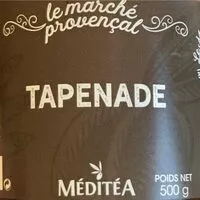 le marché
provençal
TAPENADE
MÉDITÉA
POIDS NET
500 g